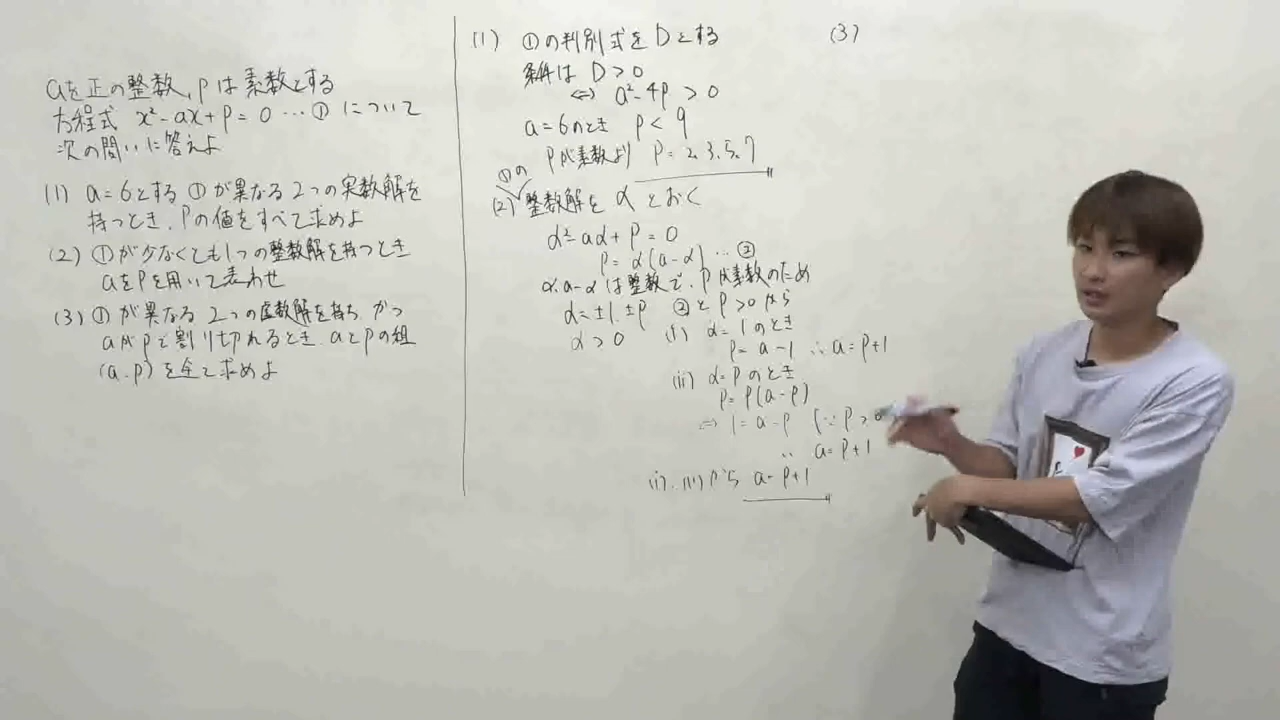 aを正の整数, pは素数とする
方程式 x²-ax+p=0 …① について
次の問いに答えよ
(1) a=6とする ①が異なる2つの実数解を
持つとき, pの値をすべて求めよ
(2) ①が少なくとも1つの整数解を持つとき
aをpを用いて表わせ
(3) ①が異なる 2つの虚数解を持ち, かつ
aがpで割り切れるとき, aとpの組
(a,p)を全て求めよ
(1) ①の判別式をDとする
条件は D>0
⇔ a²-4p>0
a=6のとき p<9
pが素数より p=2,3,5,7
①の
(2) 整数解を αとおく
α²-aα+p=0
p=α(a-α) …②
α,a-αは整数で, pが素数のため
α=±1,±p ②とp>0から
α>0 (i) α=1のとき
p=a-1 ∴a=p+1
(ii) α=pのとき
p=p(a-p)
⇔ 1=a-p (∵p>0
∴ a=p+1
(i),(ii)から a=p+1
(3)